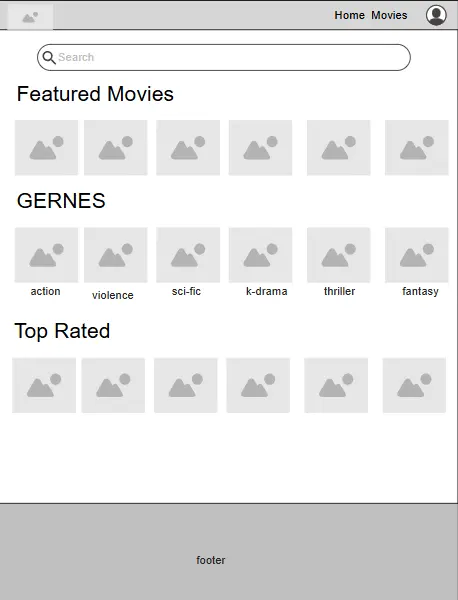 Home Movies
Search
Featured Movies
GERNES
action violence sci-fic k-drama thriller fantasy
Top Rated
footer